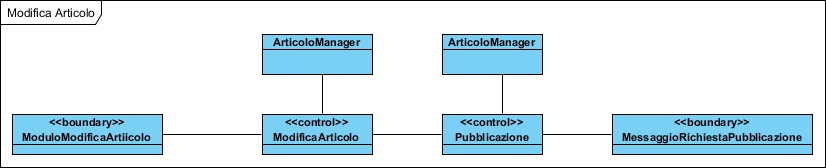 Modifica Articolo
ArticoloManager
ArticoloManager
<<boundary>>
ModuloModificaArtiicolo
<<control>>
ModificaArticolo
<<control>>
Pubblicazione
<<boundary>>
MessaggioRichiestaPubblicazione